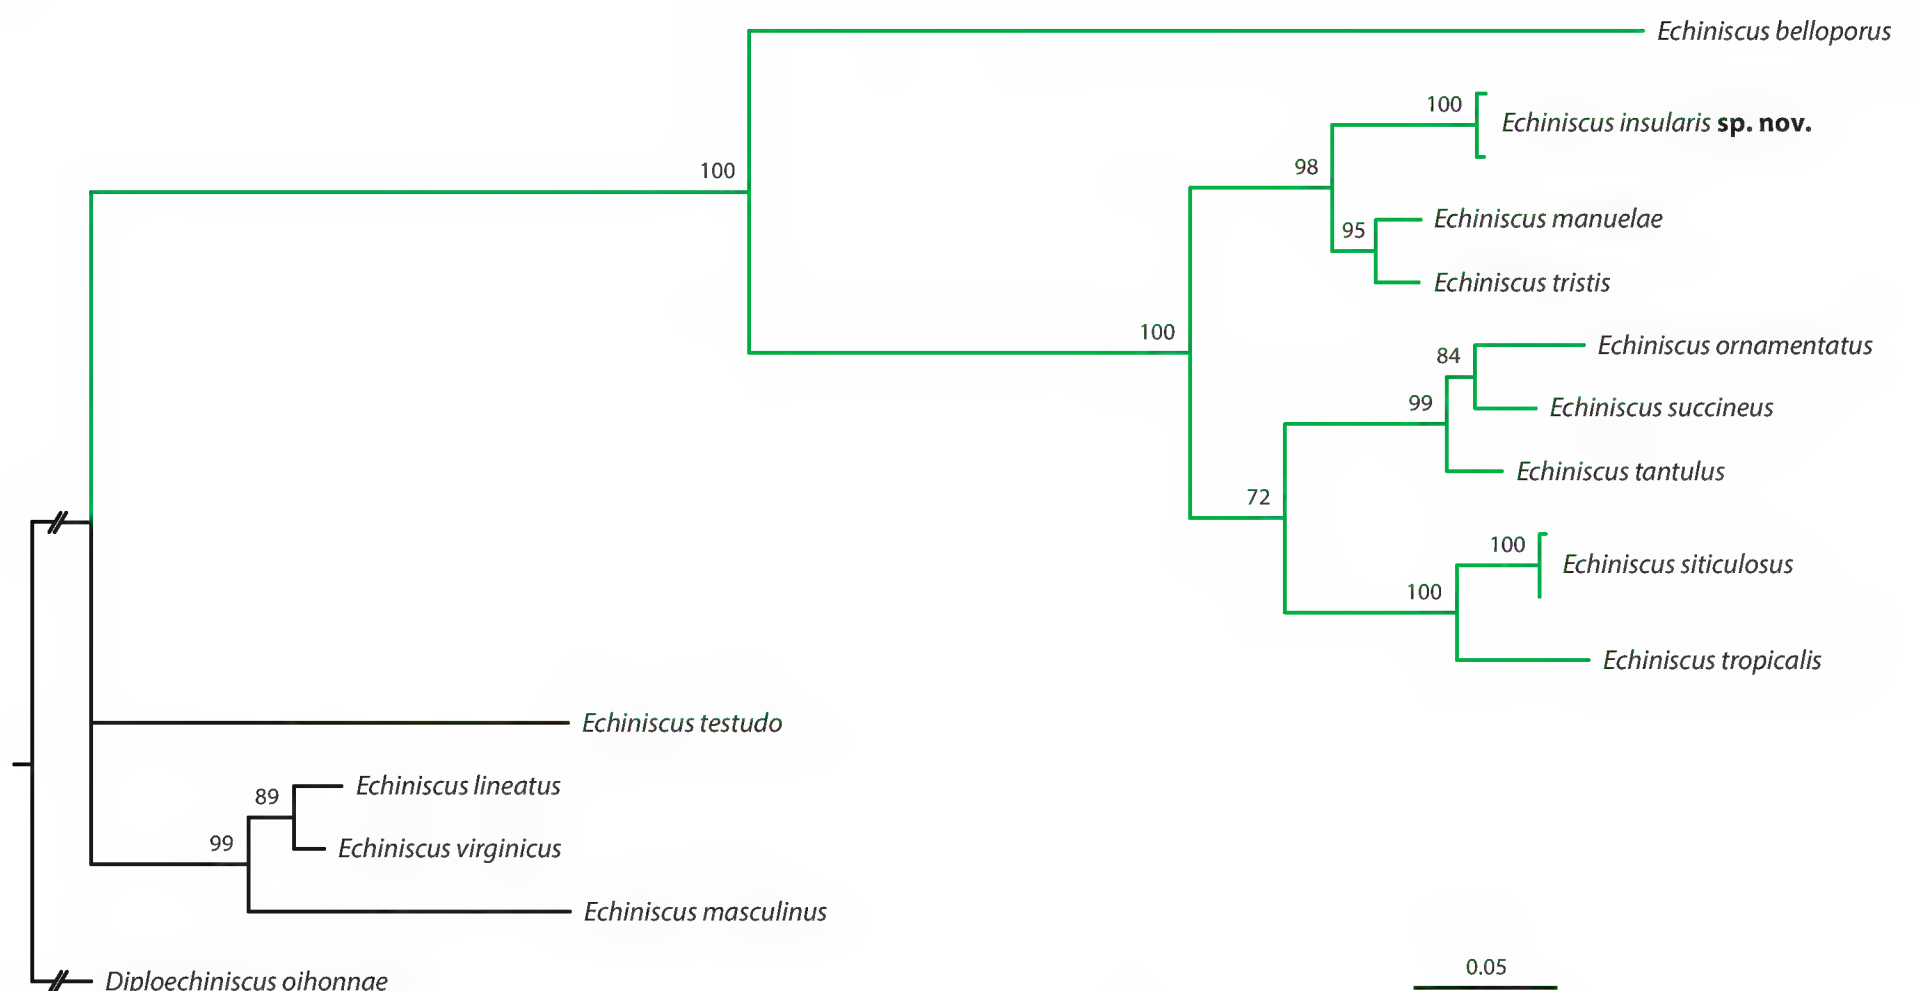 Echiniscus belloporus
100
Echiniscus insularis sp. nov.
98
100
Echiniscus manuelae
95
Echiniscus tristis
100
Echiniscus ornamentatus
84
99
Echiniscus succineus
Echiniscus tantulus
72
100
Echiniscus siticulosus
100
Echiniscus tropicalis
Echiniscus testudo
Echiniscus lineatus
89
99
Echiniscus virginicus
Echiniscus masculinus
0.05
Diploechiniscus oihonnae